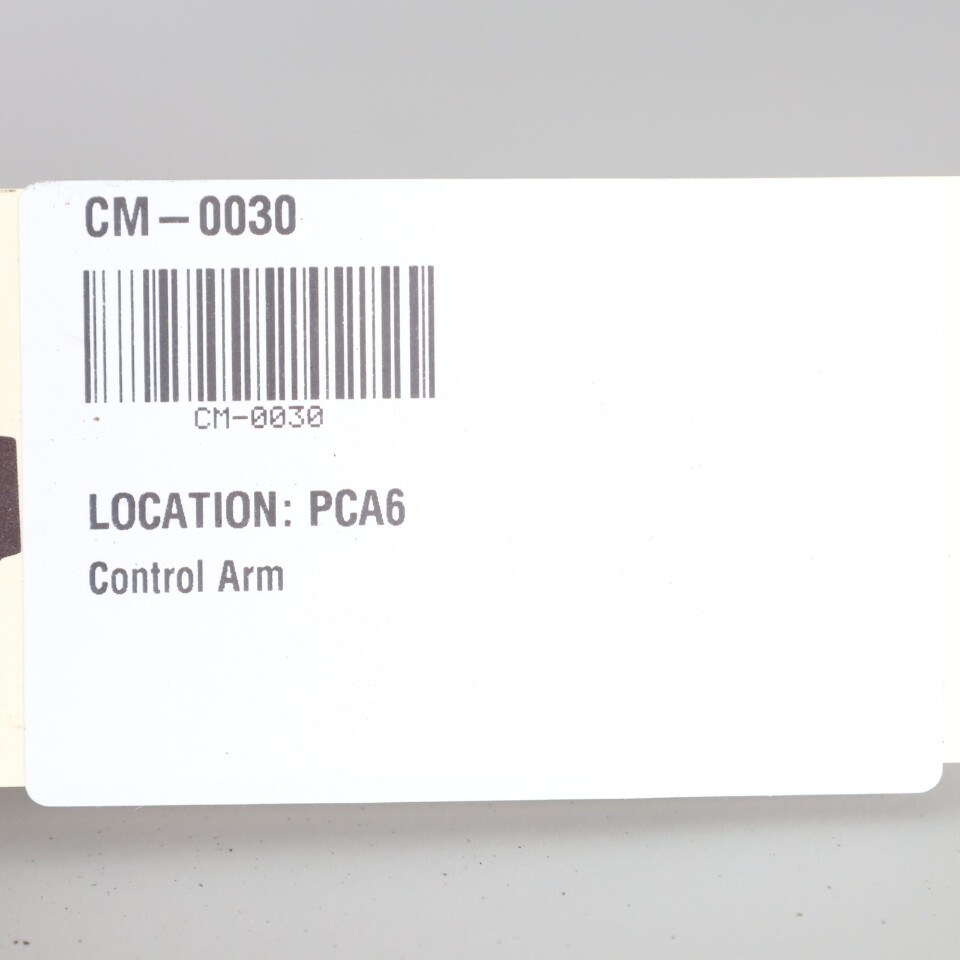 CM-0030
CM-0030
LOCATION: PCA6
Control Arm